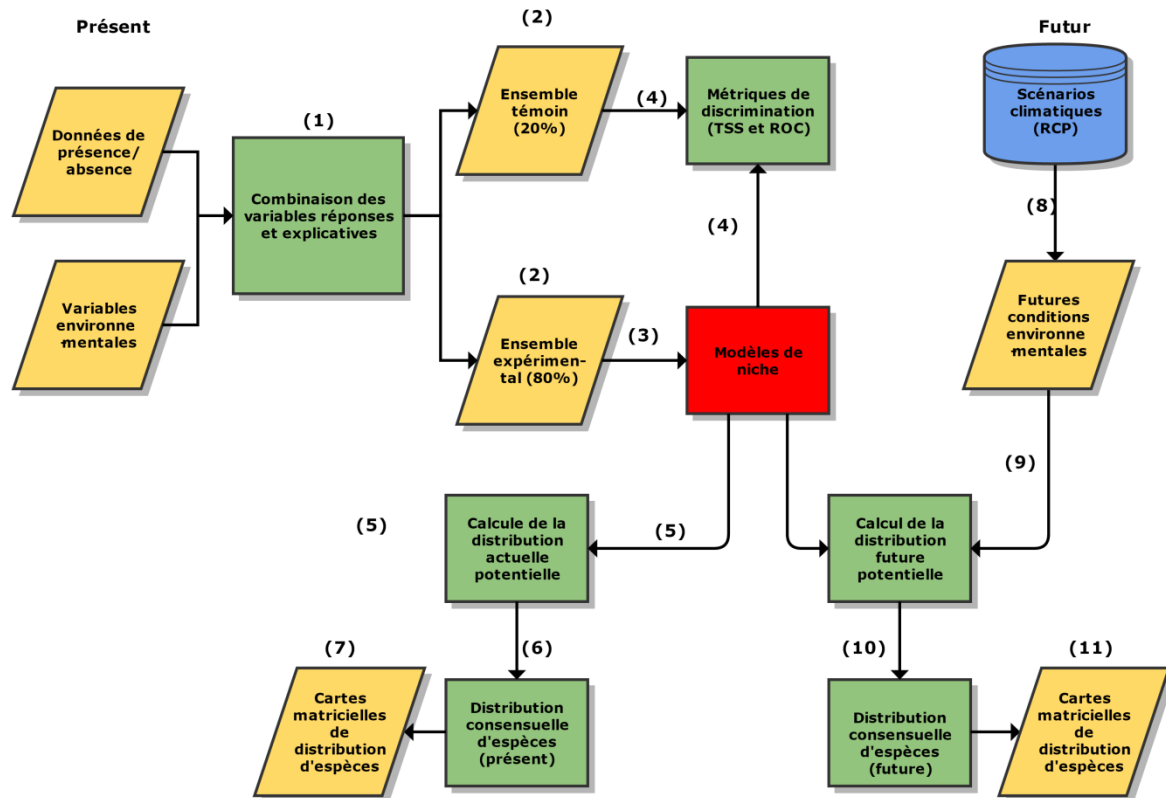 Présent
Futur
(2)
Données de
présence/
absence
Variables
environne
-mentales
(1)
Combinaison des
variables réponses
et explicatives
Ensemble
témoin
(20%)
(4)
Métriques de
discrimination
(TSS et ROC)
Scénarios
climatiques
(RCP)
(2)
Ensemble
expérimen-
tal (80%)
(3)
(4)
Modèles de
niche
(8)
Futures
conditions
environne
-mentales
(9)
(5)
Calcule de la
distribution
actuelle
potentielle
(5)
Calcul de la
distribution
future
potentielle
(6)
(7)
Cartes
matricielles
de
distribution
d'espèces
Distribution
consensuelle
d'espèces
(présent)
(10)
Distribution
consensuelle
d'espèces
(future)
(11)
Cartes
matricielles
de
distribution
d'espèces